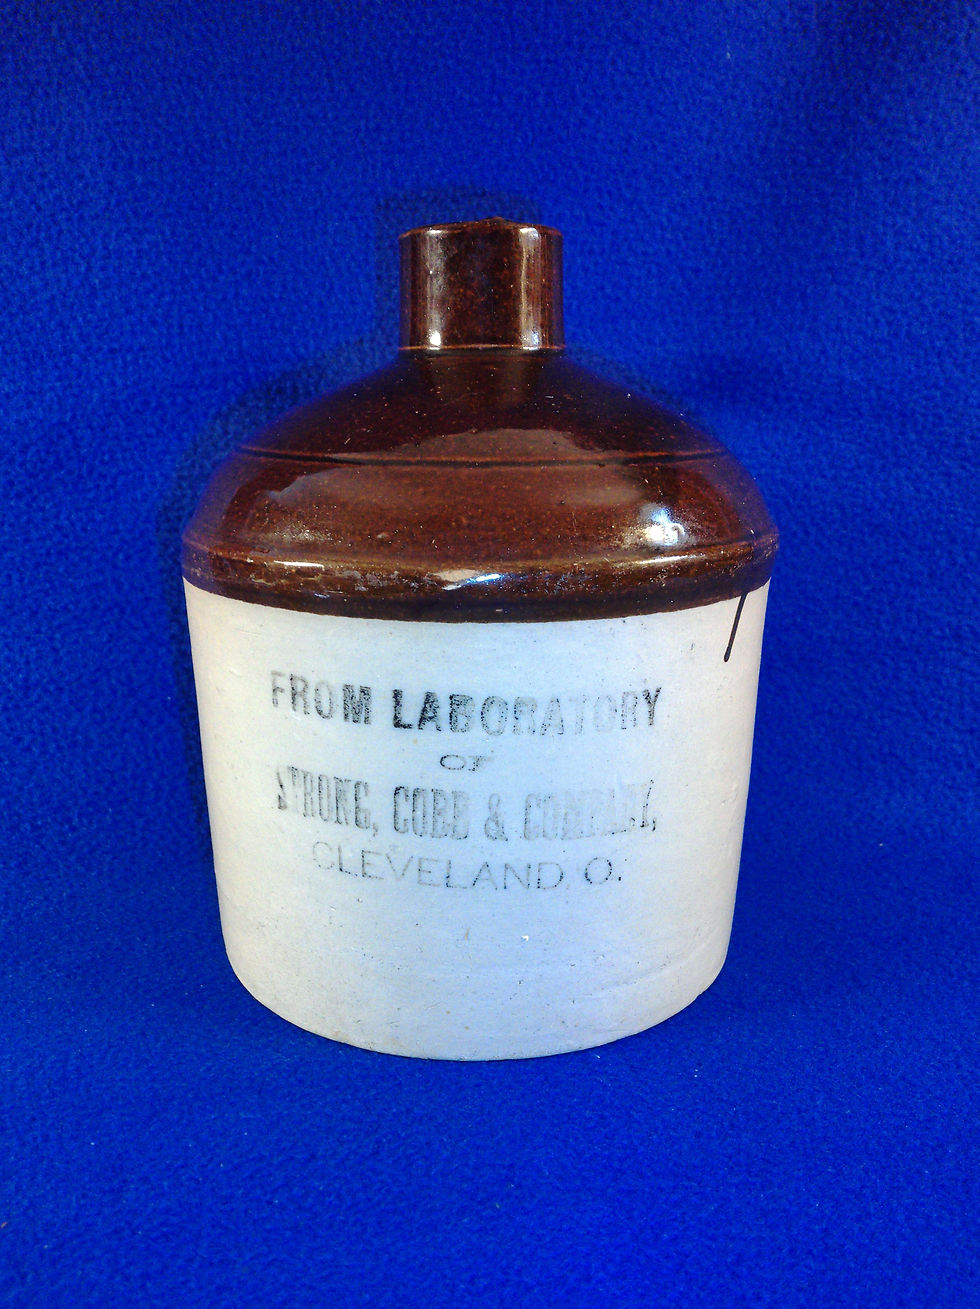 FROM LABORATORY
OF
STRONG, COBB & COMPANY,
CLEVELAND, O.